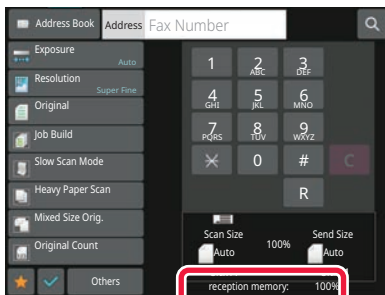 Address Book
Address
Fax Number
Exposure
Auto
Resolution
Super Fine
Original
Job Build
Slow Scan Mode
Heavy Paper Scan
Mixed Size Orig.
Original Count
Others
1
2
ABC
3
DEF
4
GHI
5
JKL
6
MNO
7
PQRS
8
TUV
9
WXYZ
0
#
C
R
Scan Size
Auto
100%
Send Size
Auto
reception memory: 100%